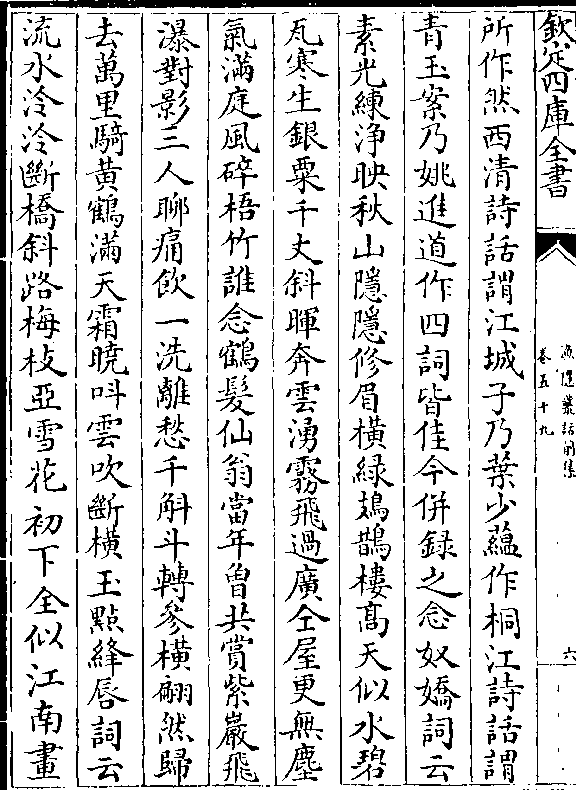 欽定四庫全書
漁隱叢話前集
卷五十九
六
所作然西清詩話謂江城子乃葉少藴作桐江詩話謂
青玉案乃姚進道作四詞皆佳今併録之念奴嬌詞云
素光練浄映秋山隱隱修眉橫緑鳷鵲樓髙天似水碧
瓦寒生銀粟千丈斜暉奔雲湧霧飛過廣仝屋更無塵
氣滿庭風碎梧竹誰念鶴髮仙翁當年曽共賞紫巖飛
瀑對影三人聊痛飲一洗離愁千斛斗轉參橫翩然歸
去萬里騎黄鶴滿天霜曉呌雲吹斷橫玉㸃絳唇詞云
流水泠泠斷橋斜路梅枝亞雪花初下全似江南畫